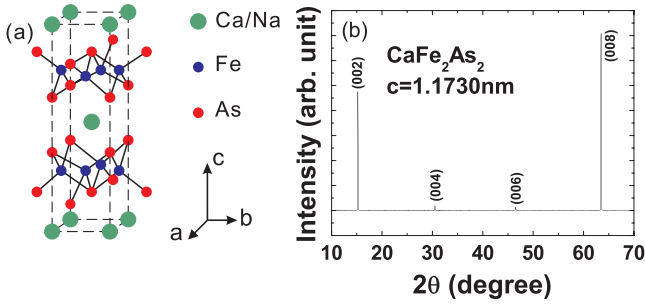 (a)
Ca/Na
Fe
As
c
b
a
(b)
CaFe₂As₂
c=1.1730nm
(002)
(004)
(006)
(008)
Intensity (arb. unit)
10 20 30 40 50 60 70
2θ (degree)